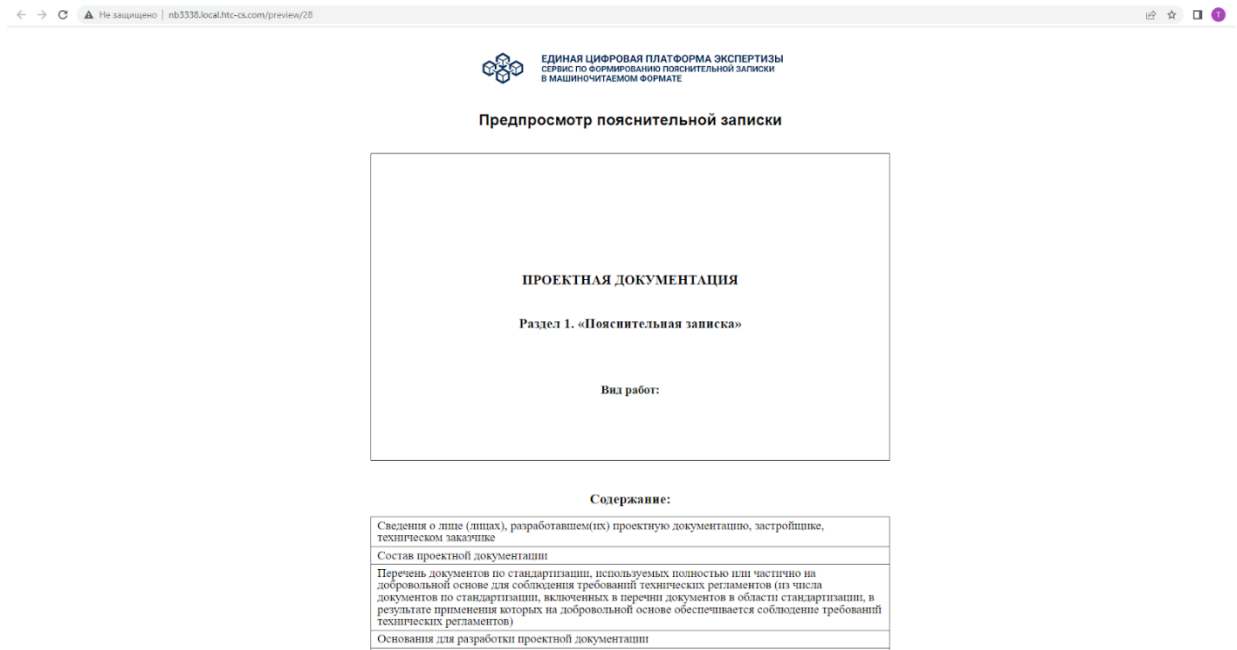 Не защищено | nb3338.local.htc-cs.com/preview/28
T
ЕДИНАЯ ЦИФРОВАЯ ПЛАТФОРМА ЭКСПЕРТИЗЫ
СЕРВИС ПО ФОРМИРОВАНИЮ ПОЯСНИТЕЛЬНОЙ ЗАПИСКИ
В МАШИНОЧИТАЕМОМ ФОРМАТЕ
Предпросмотр пояснительной записки
ПРОЕКТНАЯ ДОКУМЕНТАЦИЯ
Раздел 1. «Пояснительная записка»
Вид работ:
Содержание:
Сведения о лице (лицах), разработавшем(их) проектную документацию, застройщике,
техническом заказчике
Состав проектной документации
Перечень документов по стандартизации, используемых полностью или частично на
добровольной основе для соблюдения требований технических регламентов (из числа
документов по стандартизации, включенных в перечни документов в области стандартизации, в
результате применения которых на добровольной основе обеспечивается соблюдение требований
технических регламентов)
Основания для разработки проектной документации